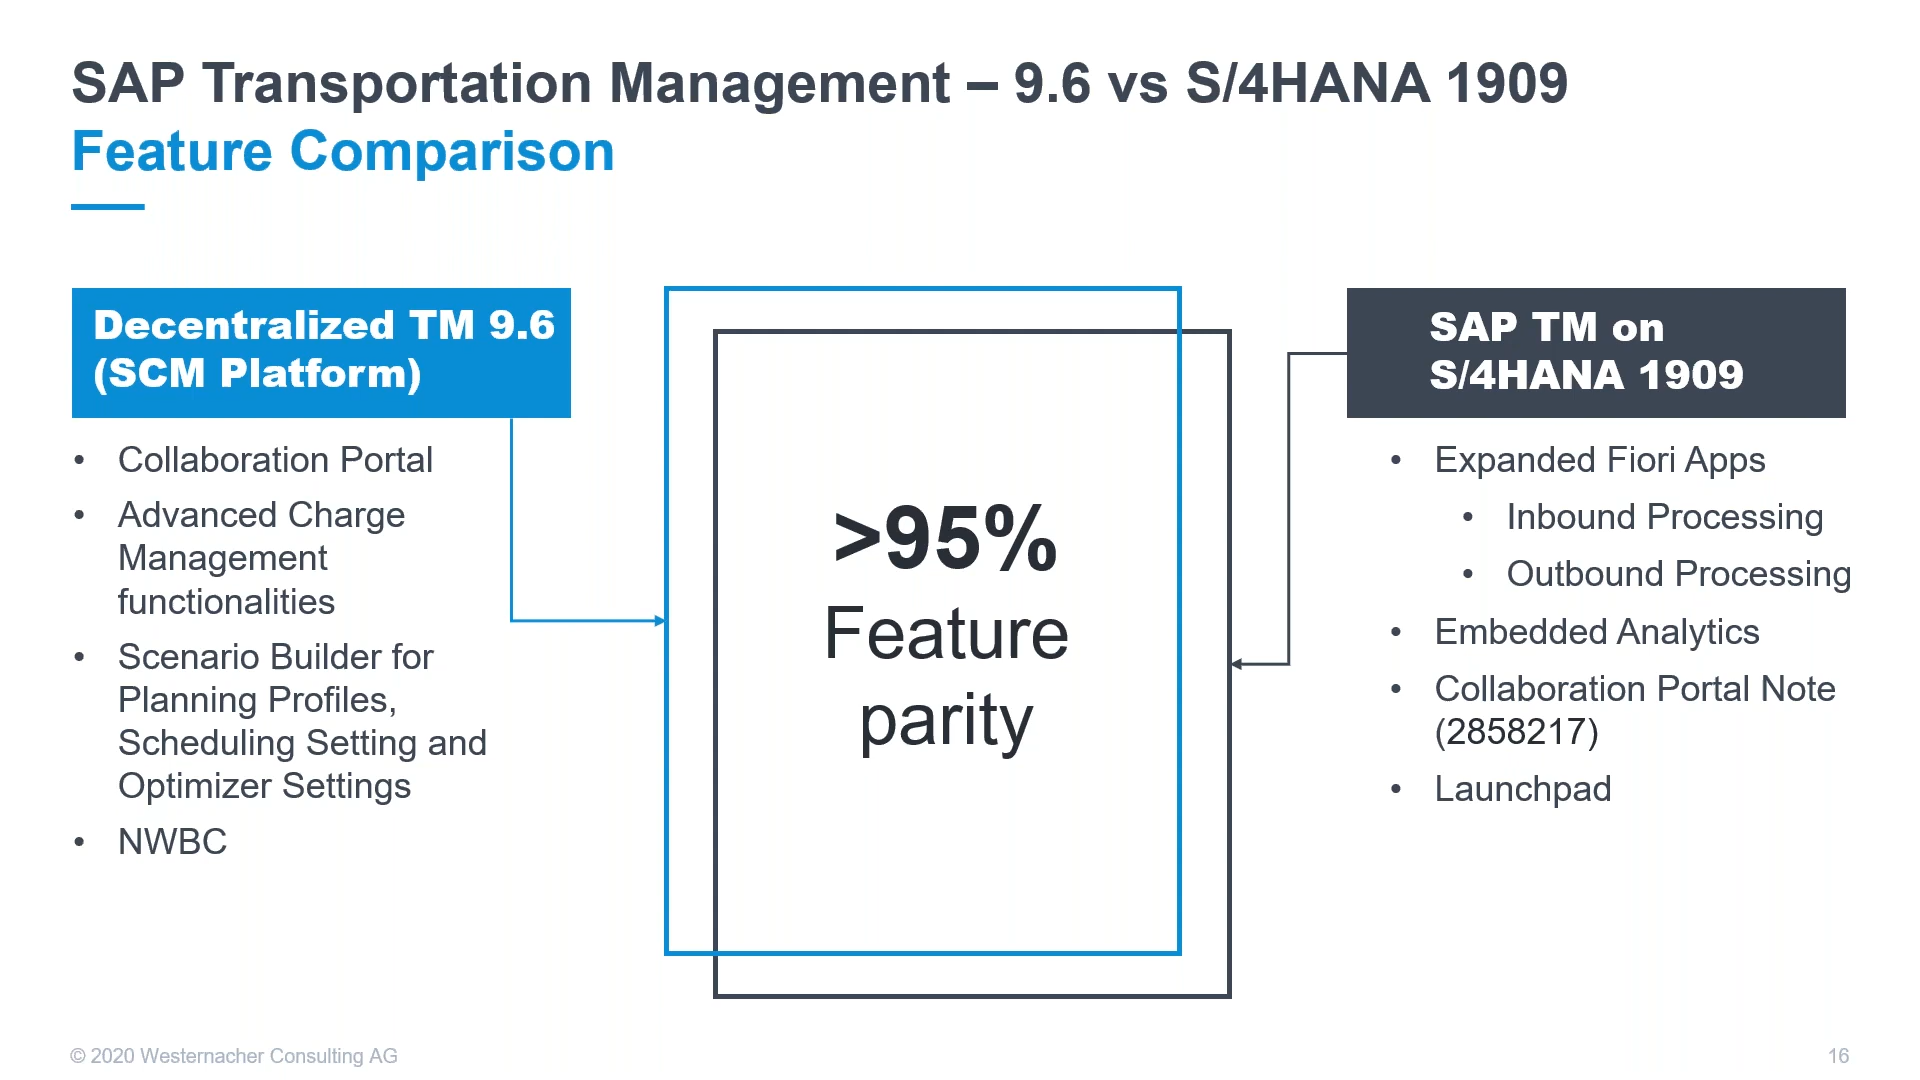 SAP Transportation Management – 9.6 vs S/4HANA 1909
Feature Comparison
Decentralized TM 9.6
(SCM Platform)
• Collaboration Portal
• Advanced Charge
Management
functionalities
• Scenario Builder for
Planning Profiles,
Scheduling Setting and
Optimizer Settings
• NWBC
>95%
Feature
parity
SAP TM on
S/4HANA 1909
• Expanded Fiori Apps
• Inbound Processing
• Outbound Processing
• Embedded Analytics
• Collaboration Portal Note
(2858217)
• Launchpad
© 2020 Westernacher Consulting AG
16